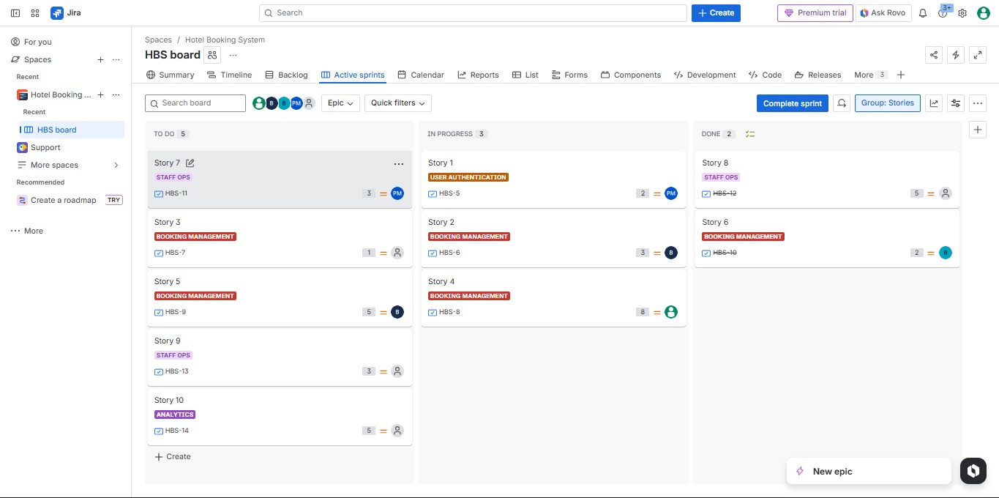 Jira
Search
Create
Premium trial
Ask Rovo
3+
For you
Spaces
Recent
Hotel Booking ...
Recent
HBS board
Support
More spaces
Recommended
Create a roadmap TRY
More
Spaces / Hotel Booking System
HBS board
Summary Timeline Backlog Active sprints Calendar Reports List Forms Components Development Code Releases More 3
Search board
B B PM
Epic
Quick filters
Complete sprint
Group: Stories
TO DO 5
Story 7
STAFF OPS
HBS-11 3 PM
Story 3
BOOKING MANAGEMENT
HBS-7 1
Story 5
BOOKING MANAGEMENT
HBS-9 5 B
Story 9
STAFF OPS
HBS-13 3
Story 10
ANALYTICS
HBS-14 5
Create
IN PROGRESS 3
Story 1
USER AUTHENTICATION
HBS-5 2 PM
Story 2
BOOKING MANAGEMENT
HBS-6 3 B
Story 4
BOOKING MANAGEMENT
HBS-8 8
DONE 2
Story 8
STAFF OPS
HBS-12 5
Story 6
BOOKING MANAGEMENT
HBS-10 2 B
New epic